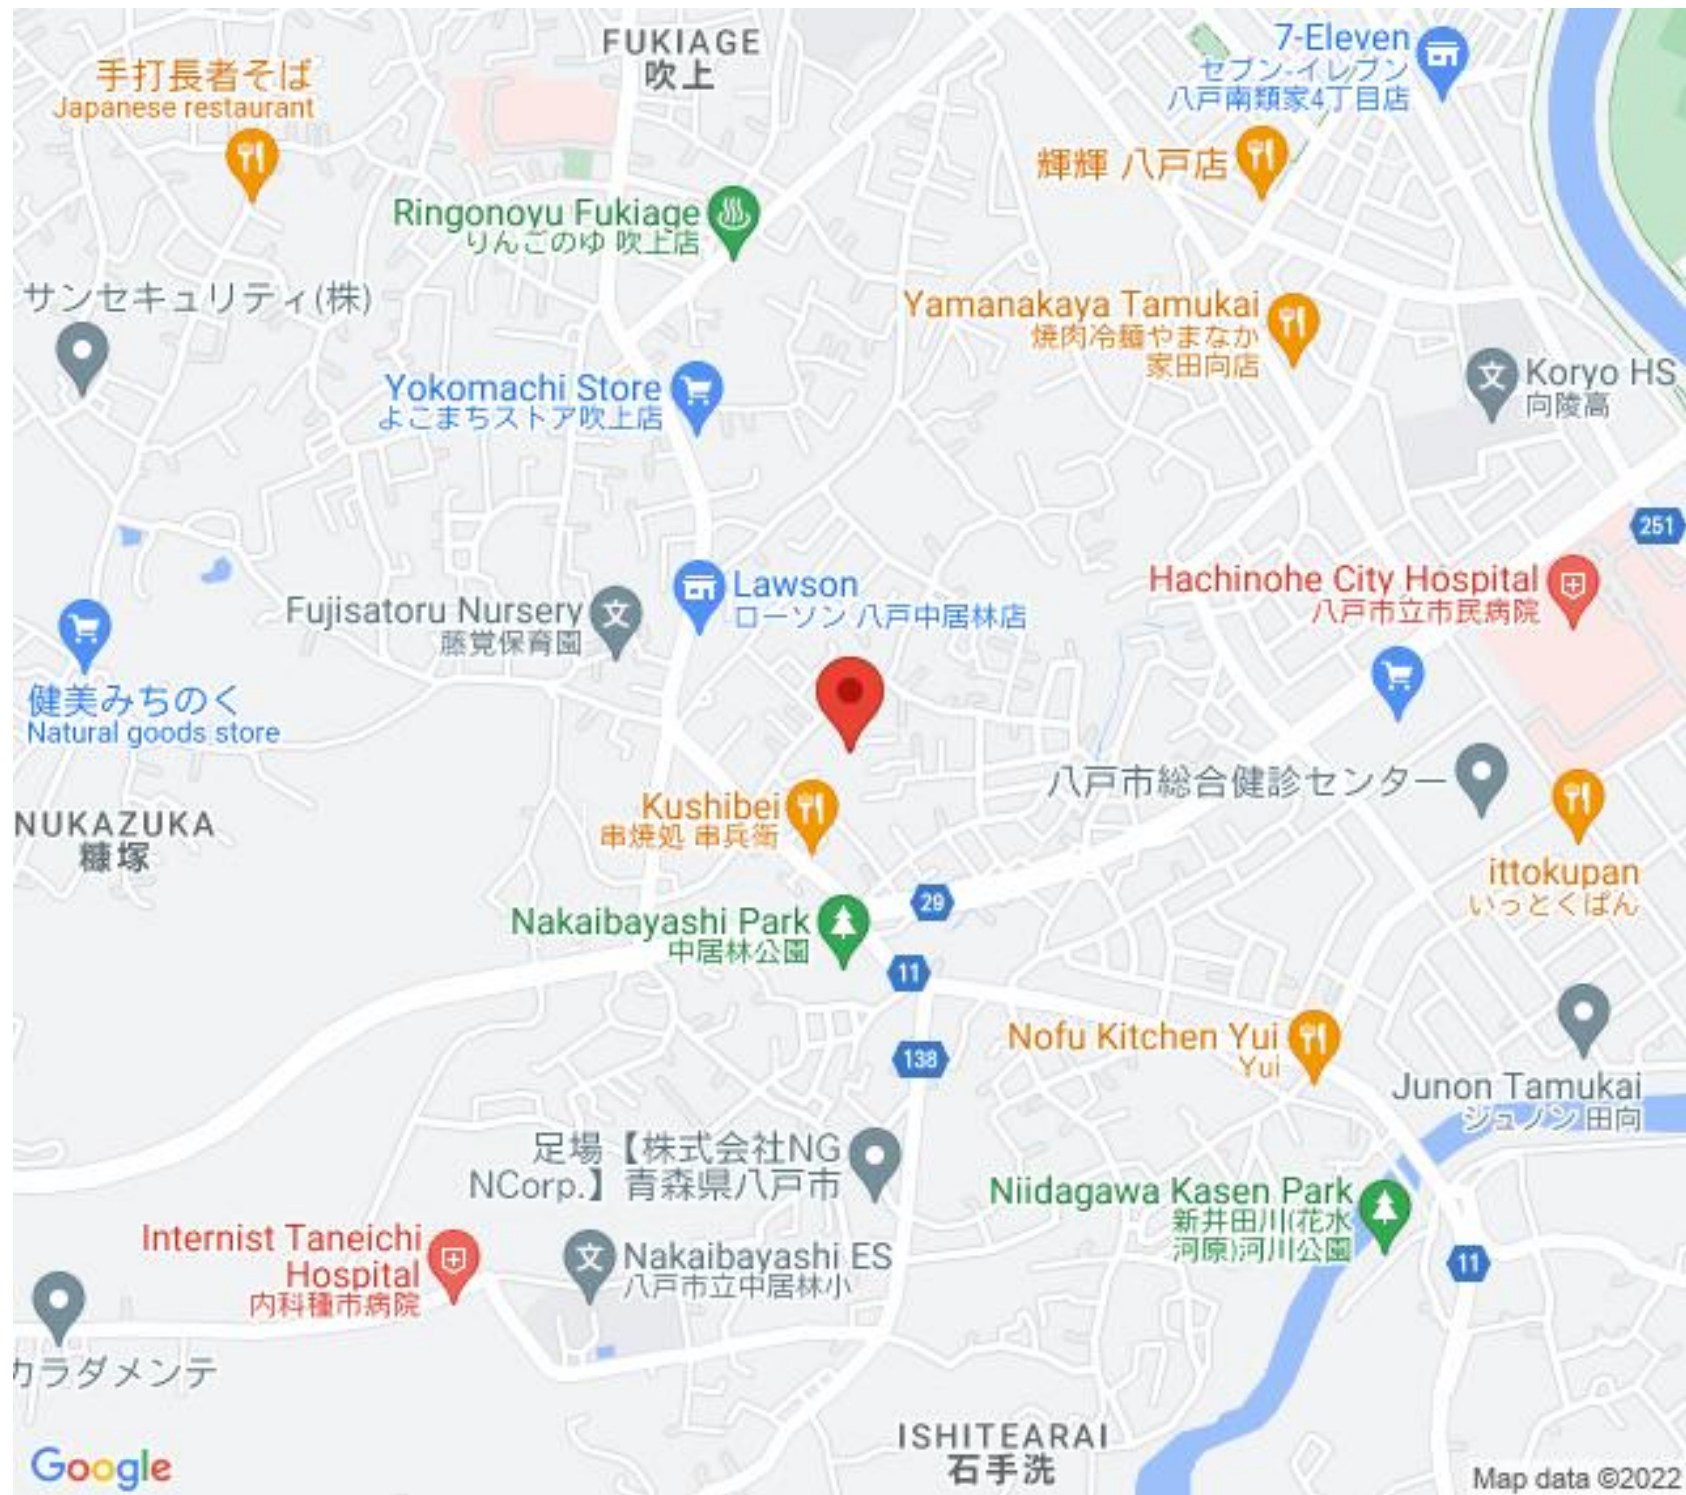 FUKIAGE
吹上
7-Eleven
セブン-イレブン
八戸南類家4丁目店
手打長者そば
Japanese restaurant
輝輝 八戸店
Ringonoyu Fukiage
りんごのゆ 吹上店
サンセキュリティ(株)
Yamanakaya Tamukai
焼肉冷麺やまなか
家田向店
Koryo HS
向陵高
Yokomachi Store
よこまちストア吹上店
251
Hachinohe City Hospital
八戸市立市民病院
Lawson
ローソン 八戸中居林店
Fujisatoru Nursery
藤覚保育園
健美みちのく
Natural goods store
八戸市総合健診センター
Kushibei
串焼処 串兵衛
NUKAZUKA
糠塚
ittokupan
いっとくぱん
29
Nakaibayashi Park
中居林公園
11
Nofu Kitchen Yui
Yui
138
Junon Tamukai
ジュノン 田向
足場【株式会社NG
NCorp.】青森県八戸市
Niidagawa Kasen Park
新井田川(花水
河原)河川公園
Internist Taneichi
Hospital
内科種市病院
Nakaibayashi ES
八戸市立中居林小
11
カラダメンテ
ISHITEARAI
石手洗
Google
Map data ©2022